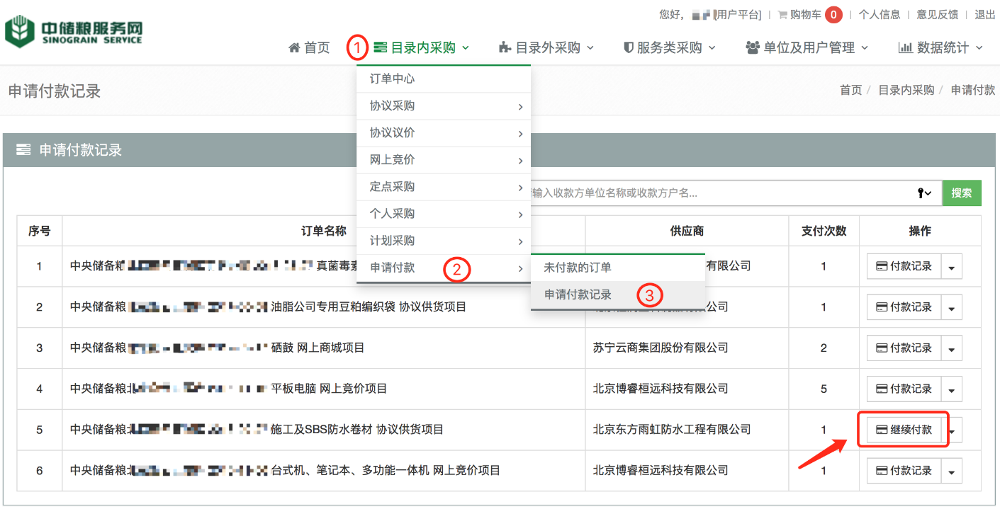 您好, [用户平台] | 购物车 0 | 个人信息 | 意见反馈 | 退出
中储粮服务网
SINOGRAIN SERVICE
首页 ① 目录内采购 目录外采购 服务类采购 单位及用户管理 数据统计
申请付款记录
首页 / 目录内采购 / 申请付款
订单中心
协议采购
协议议价
网上竞价
定点采购
个人采购
计划采购
申请付款 ②
未付款的订单
申请付款记录 ③
申请付款记录
输入收款方单位名称或收款方户名... 搜索
序号 订单名称 供应商 支付次数 操作
1 中央储备粮 真菌毒素 有限公司 1 付款记录
2 中央储备粮 油脂公司专用豆粕编织袋 协议供货项目 公司 1 付款记录
3 中央储备粮 硒鼓 网上商城项目 苏宁云商集团股份有限公司 2 付款记录
4 中央储备粮北 平板电脑 网上竞价项目 北京博睿桓远科技有限公司 5 付款记录
5 中央储备粮北 施工及SBS防水卷材 协议供货项目 北京东方雨虹防水工程有限公司 1 继续付款
6 中央储备粮北 台式机、笔记本、多功能一体机 网上竞价项目 北京博睿桓远科技有限公司 1 付款记录